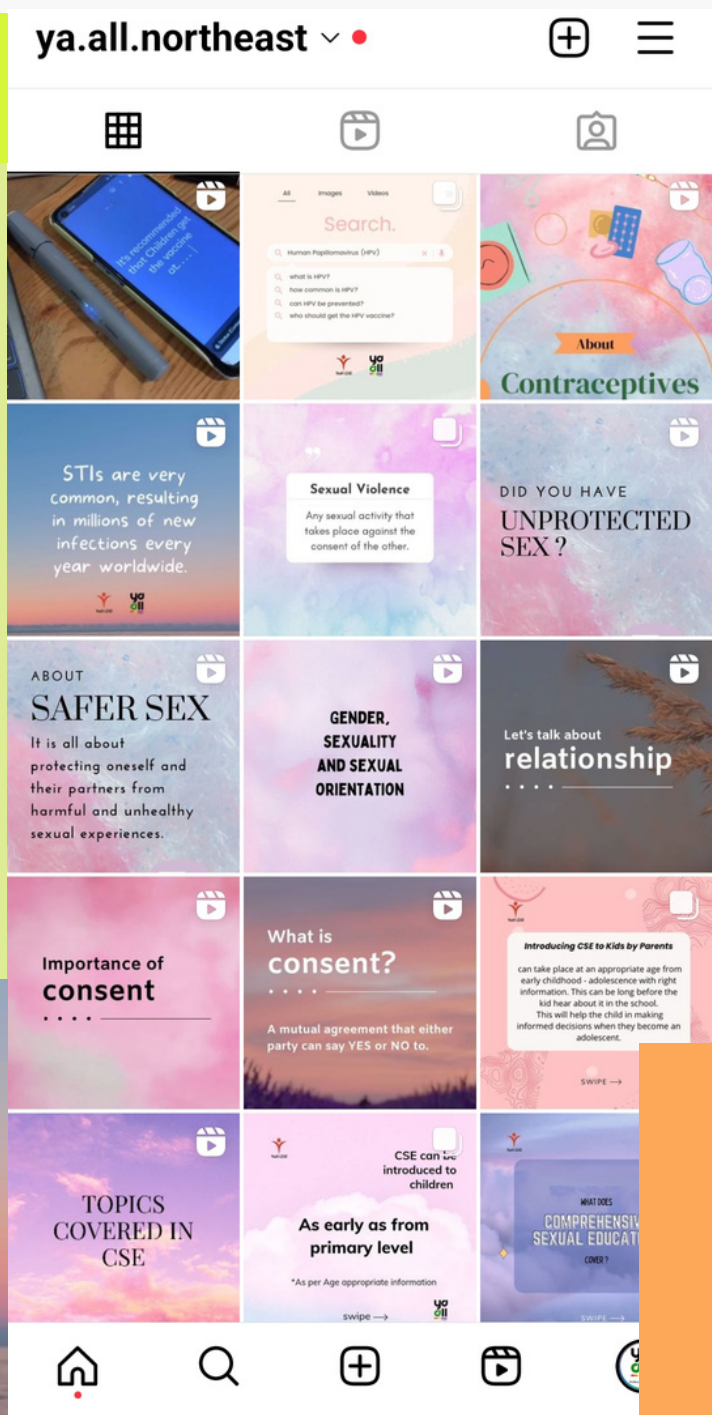 ya.all.northeast
It's recommended
that Children get
the vaccine
at....|
All Images Videos
Search.
Human Papillomavirus (HPV)
what is HPV?
how common is HPV?
can HPV be prevented?
who should get the HPV vaccine?
ya
all
About
Contraceptives
STIs are very
common, resulting
in millions of new
infections every
year worldwide.
ya
all
Sexual Violence
Any sexual activity that
takes place against the
consent of the other.
DID YOU HAVE
UNPROTECTED
SEX?
ABOUT
SAFER SEX
It is all about
protecting oneself and
their partners from
harmful and unhealthy
sexual experiences.
GENDER,
SEXUALITY
AND SEXUAL
ORIENTATION
Let's talk about
relationship
Importance of
consent
What is
consent?
A mutual agreement that either
party can say YES or NO to.
Introducing CSE to Kids by Parents
can take place at an appropriate age from
early childhood - adolescence with right
information. This can be long before the
kid hear about it in the school.
This will help the child in making
informed decisions when they become an
adolescent.
SWIPE →
TOPICS
COVERED IN
CSE
CSE can be
introduced to
children
As early as from
primary level
*As per Age appropriate information
swipe →
ya
all
WHAT DOES
COMPREHENSIV
SEXUAL EDUCAT
COVER ?
SWIPE →